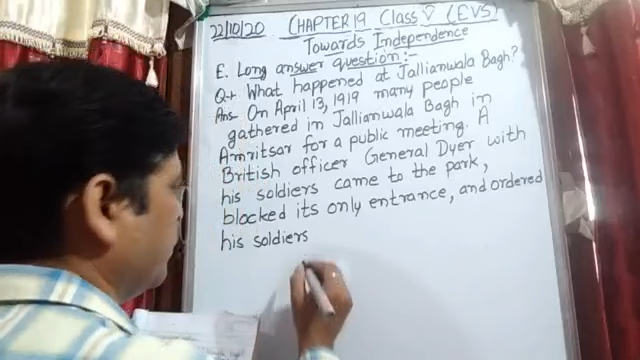 22/10/20 CHAPTER 19 Class V (EVS)
Towards Independence
E. Long answer question:-
Q1 What happened at Jallianwala Bagh?
Ans- On April 13, 1919 many people
gathered in Jallianwala Bagh in
Amritsar for a public meeting. A
British officer General Dyer with
his soldiers came to the park,
blocked its only entrance, and ordered
his soldiers